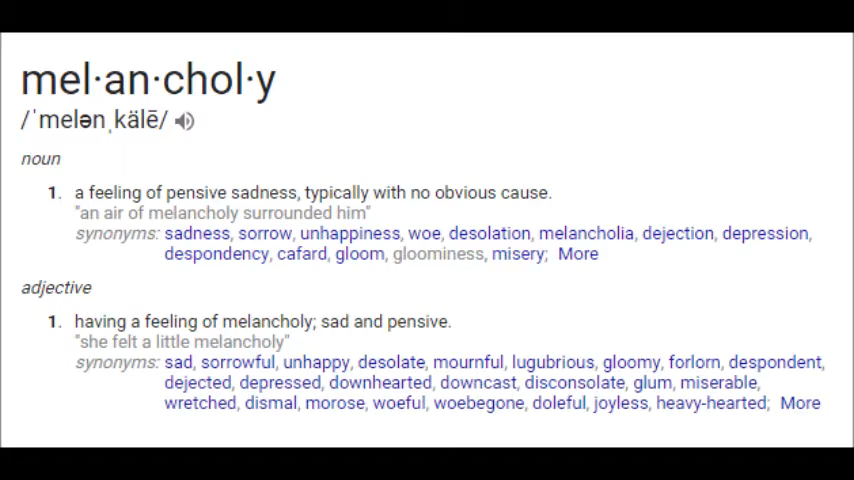 mel·an·chol·y
/ˈmelənˌkälē/
noun
1. a feeling of pensive sadness, typically with no obvious cause.
"an air of melancholy surrounded him"
synonyms: sadness, sorrow, unhappiness, woe, desolation, melancholia, dejection, depression,
despondency, cafard, gloom, gloominess, misery; More
adjective
1. having a feeling of melancholy; sad and pensive.
"she felt a little melancholy"
synonyms: sad, sorrowful, unhappy, desolate, mournful, lugubrious, gloomy, forlorn, despondent,
dejected, depressed, downhearted, downcast, disconsolate, glum, miserable,
wretched, dismal, morose, woeful, woebegone, doleful, joyless, heavy-hearted; More